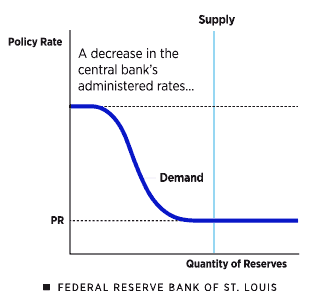 Supply
Policy Rate
A decrease in the
central bank's
administered rates...
Demand
PR
Quantity of Reserves
FEDERAL RESERVE BANK OF ST. LOUIS